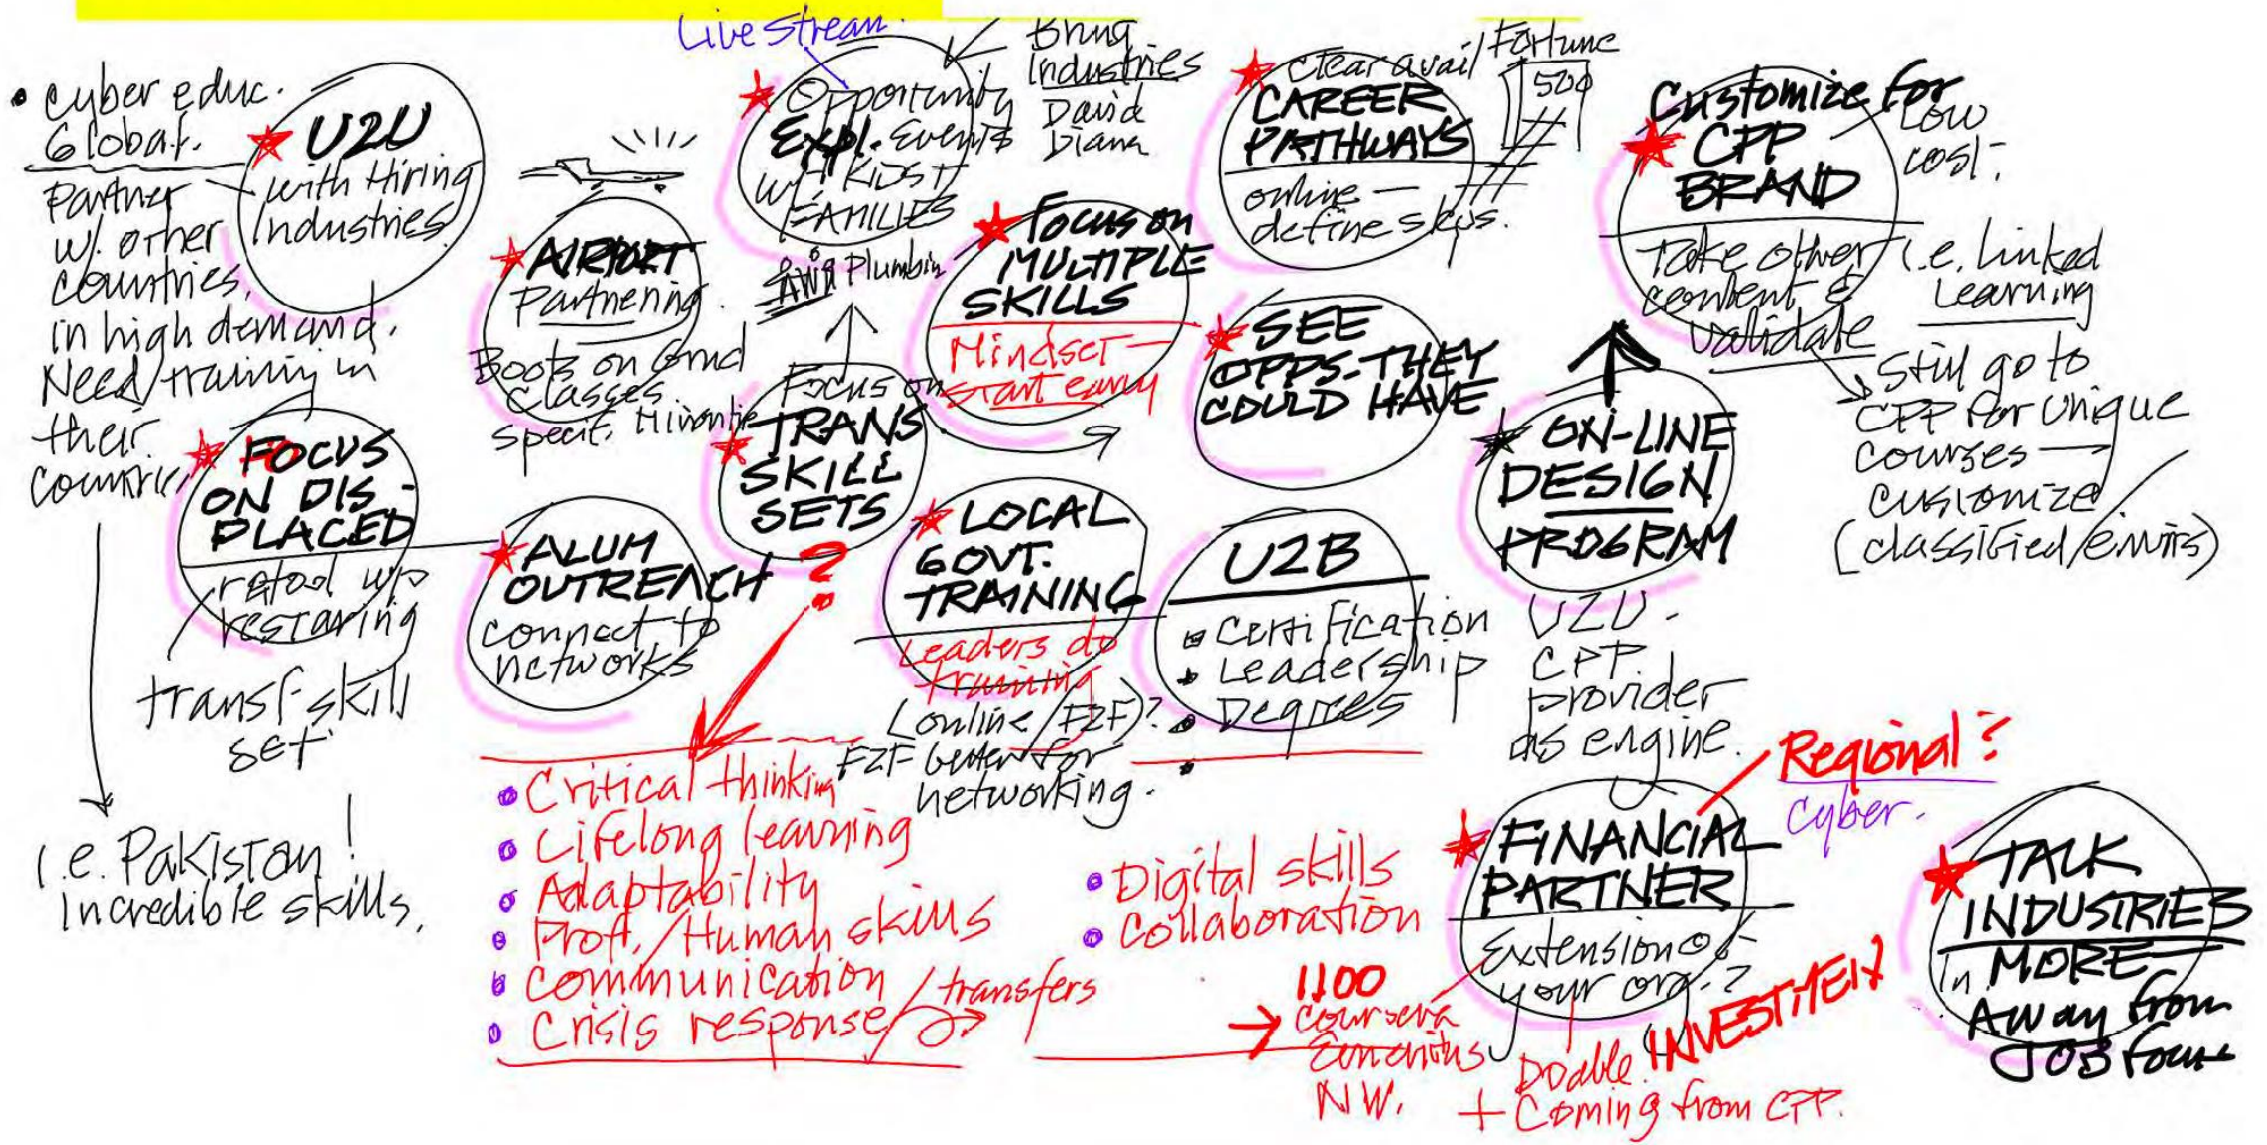 Live Stream.
• Cyber educ.
Global.
Partner
w. other
countries,
in high demand.
Need training in
their
U2U
with Hiring
Industries
AIRPORT
Partnering.
Boots on Grnd
Classes
specif.
Opportunity
Expl. Events
w/ KIDS +
FAMILIES
Bring
Industries
David
Diana
Focus on
MULTIPLE
SKILLS
Mindset -
start early
Clear avail
CAREER
PATHWAYS
online -
define skills.
Fortune
500
SEE
OPPS-THEY
COULD HAVE
Customize for
CPP
BRAND
Low
cost.
Take other
content &
validate
i.e. Linked
Learning
Still go to
CPP for unique
courses
customize
FOCUS
ON DIS-
PLACED
retool w/o
transf-skill
set
i.e. Pakistan!
Incredible skills.
ALUM
OUTREACH
connect to
networks
Focus on
TRANS
SKILL
SETS
?
LOCAL
GOVT.
TRAINING
Leaders do
training
(online/F2F)?
F2F better for
networking.
U2B
• Certification
• Leadership
• Degrees
ON-LINE
DESIGN
PROGRAM
U2U -
CPP
provider
as engine.
• Critical thinking
• Lifelong learning
• Adaptability
• Prof./Human skills
• Communication
• Crisis response/transfers
• Digital skills
• Collaboration
FINANCIAL
PARTNER
Extension of
your org.?
Regional?
Cyber.
1100
Coursera
NW.
INVESTMENT
Doable.
+ Coming from CPP.
TALK
INDUSTRIES
in MORE
Away from
JOB focus